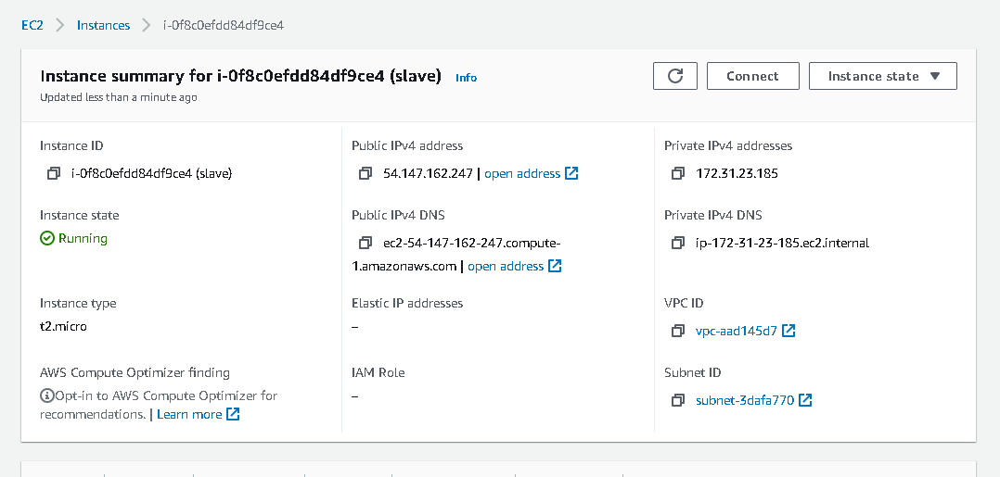 EC2 > Instances > i-0f8c0efdd84df9ce4
Instance summary for i-0f8c0efdd84df9ce4 (slave) Info
Updated less than a minute ago
Connect
Instance state
Instance ID
i-0f8c0efdd84df9ce4 (slave)
Public IPv4 address
54.147.162.247 | open address
Private IPv4 addresses
172.31.23.185
Instance state
Running
Public IPv4 DNS
ec2-54-147-162-247.compute-
1.amazonaws.com | open address
Private IPv4 DNS
ip-172-31-23-185.ec2.internal
Instance type
t2.micro
Elastic IP addresses
–
VPC ID
vpc-aad145d7
AWS Compute Optimizer finding
Opt-in to AWS Compute Optimizer for
recommendations. | Learn more
IAM Role
–
Subnet ID
subnet-3dafa770